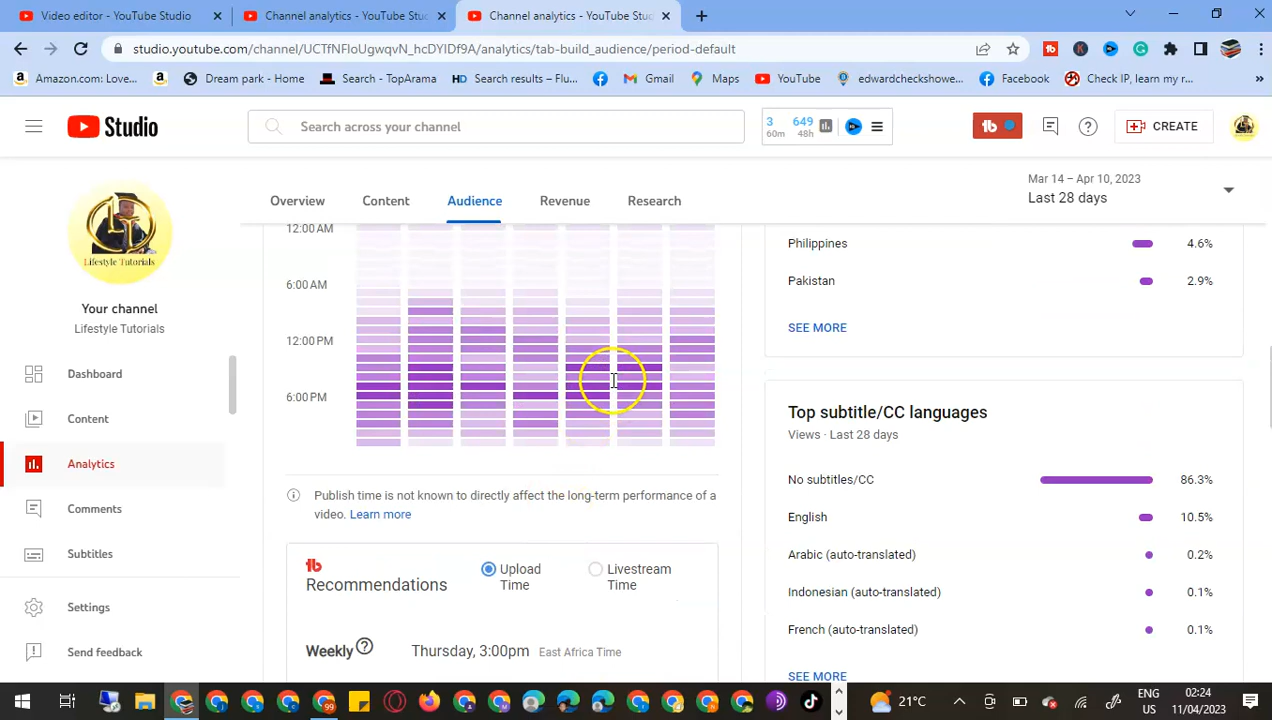 Video performance - YouTube Studio
Channel analytics - YouTube Studio
Channel analytics - YouTube Studio
studio.youtube.com/channel/UCTfNFIoUgwqvN_hcDYIDf9A/analytics/tab-build_audience/period-default
Amazon.com: Love...
Dream park - Home
Search - TopArama
HD
Search results – Flu...
Gmail
Maps
YouTube
edwardcheckshowe...
Facebook
Check IP, learn my r...
»
Studio
Search across your channel
3
60m
649
48h
tb
CREATE
Lifestyle Tutorials
Your channel
Lifestyle Tutorials
Dashboard
Content
Analytics
Comments
Subtitles
Settings
Send feedback
Overview
Content
Audience
Revenue
Research
Mar 14 – Apr 10, 2023
Last 28 days
12:00 AM
6:00 AM
12:00 PM
6:00 PM
Publish time is not known to directly affect the long-term performance of a
video. Learn more
tb
Recommendations
Upload
Time
Livestream
Time
Weekly
Thursday, 3:00pm
East Africa Time
Philippines
4.6%
Pakistan
2.9%
SEE MORE
Top subtitle/CC languages
Views · Last 28 days
No subtitles/CC
86.3%
English
10.5%
Arabic (auto-translated)
0.2%
Indonesian (auto-translated)
0.1%
French (auto-translated)
0.1%
SEE MORE
99
21°C
ENG
US
02:24
11/04/2023